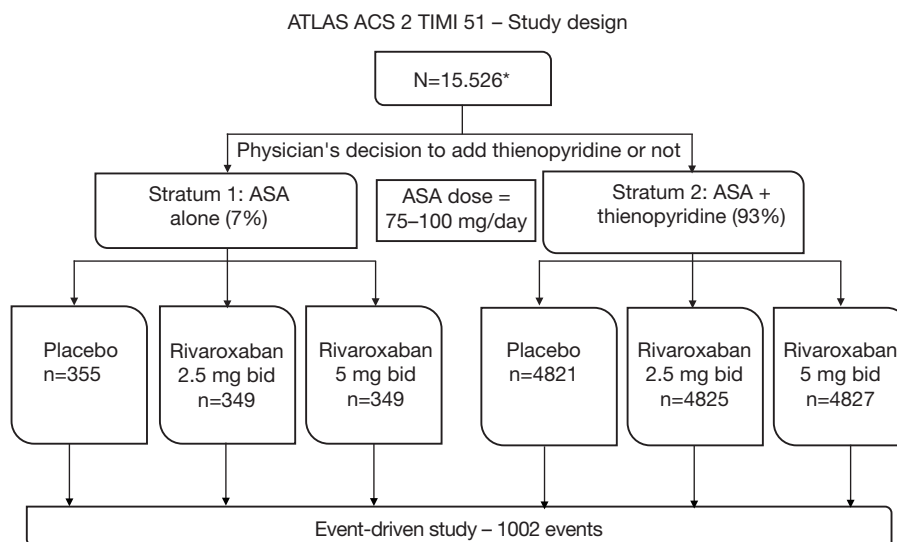 ATLAS ACS 2 TIMI 51 – Study design
N=15.526*
Physician's decision to add thienopyridine or not
Stratum 1: ASA
alone (7%)
ASA dose =
75–100 mg/day
Stratum 2: ASA +
thienopyridine (93%)
Placebo
n=355
Rivaroxaban
2.5 mg bid
n=349
Rivaroxaban
5 mg bid
n=349
Placebo
n=4821
Rivaroxaban
2.5 mg bid
n=4825
Rivaroxaban
5 mg bid
n=4827
Event-driven study – 1002 events